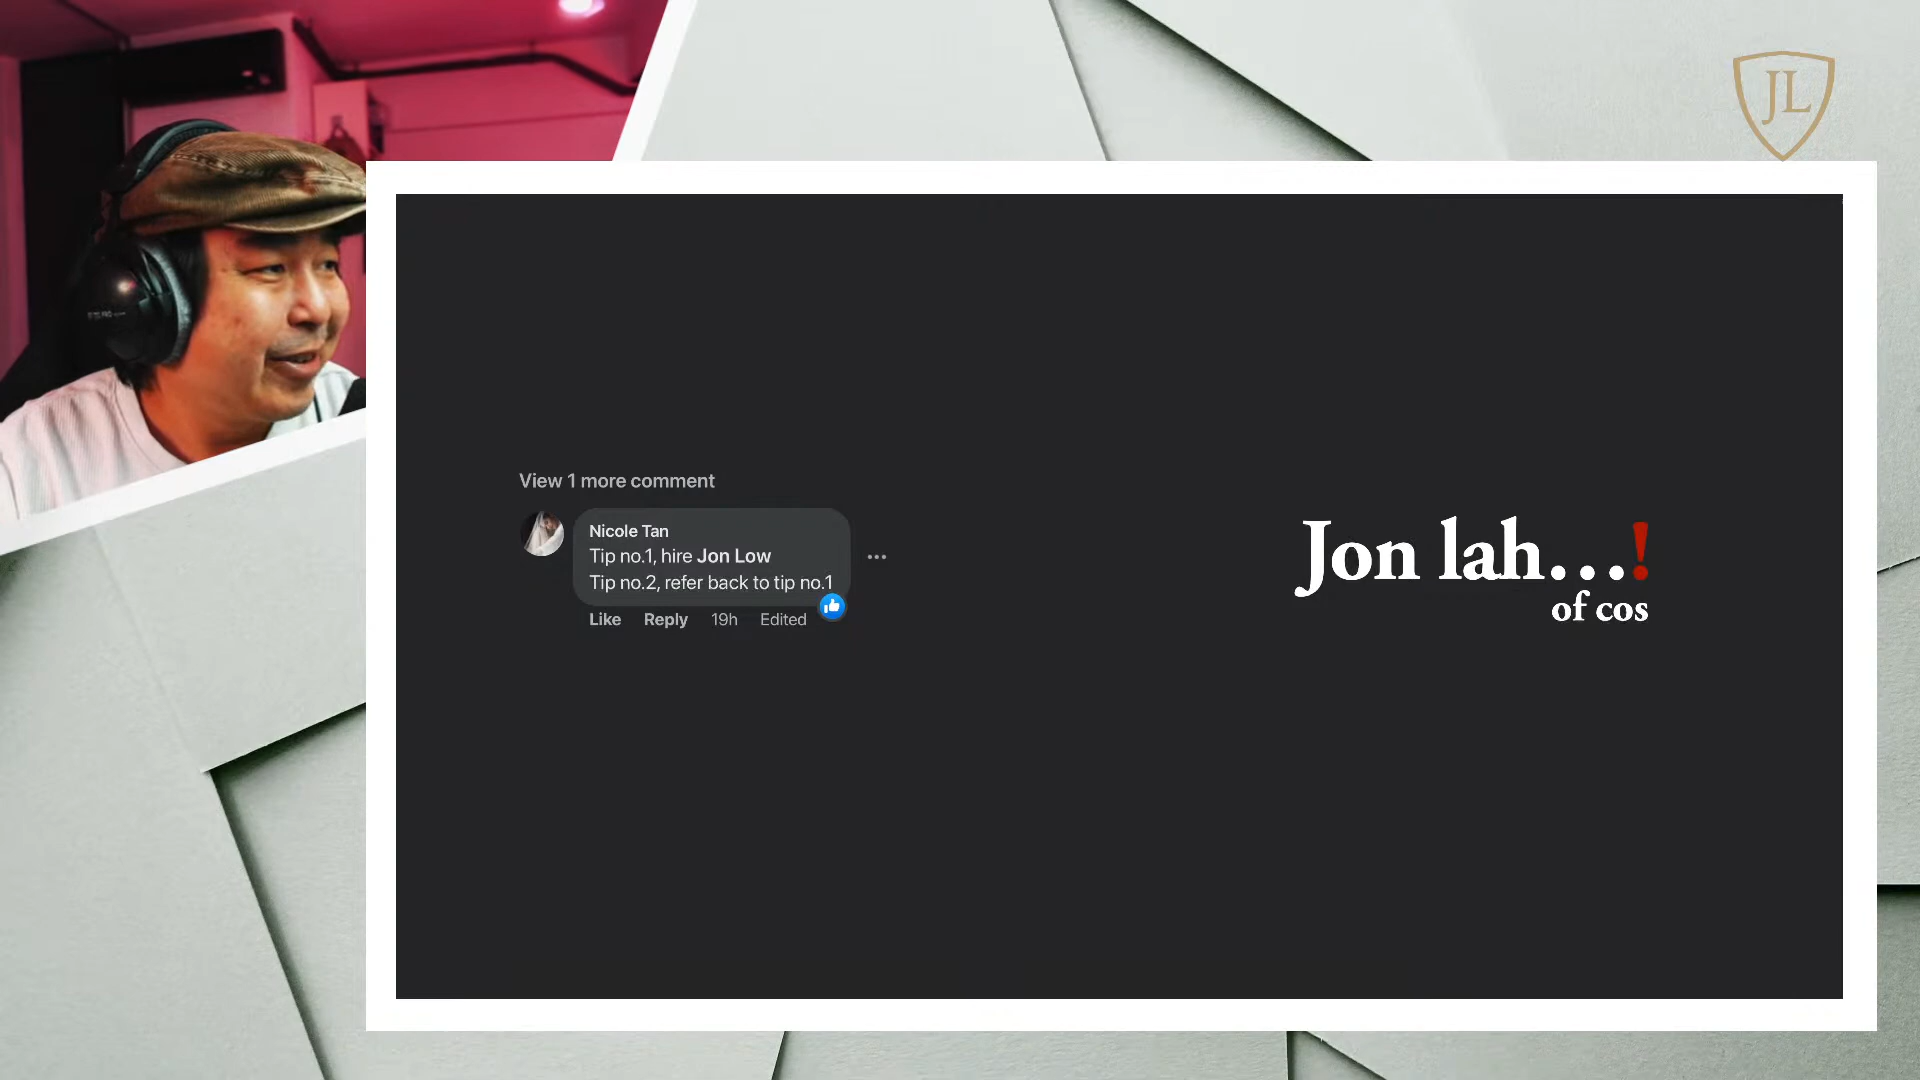 JL
View 1 more comment
Nicole Tan
Tip no.1, hire Jon Low
Tip no.2, refer back to tip no.1
Like Reply 19h Edited
Jon lah...!
of cos